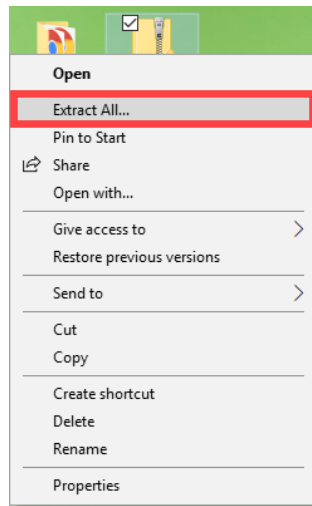 Open
Extract All...
Pin to Start
Share
Open with...
Give access to
Restore previous versions
Send to
Cut
Copy
Create shortcut
Delete
Rename
Properties